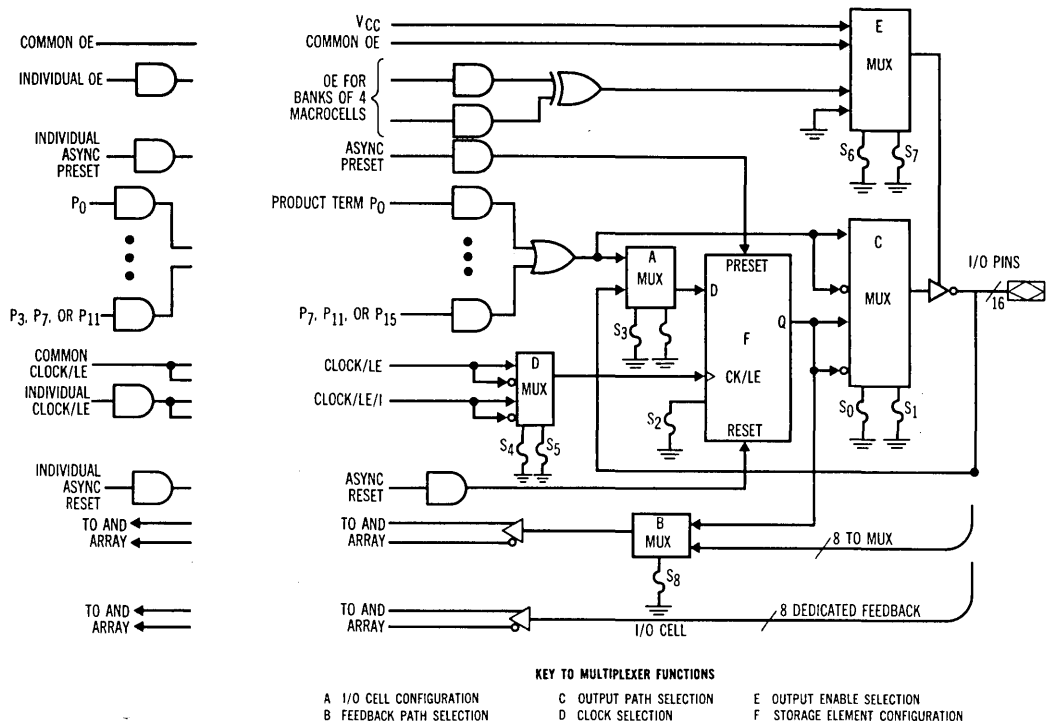 COMMON OE
INDIVIDUAL OE
INDIVIDUAL
ASYNC
PRESET
P0
P3, P7, OR P11
COMMON
CLOCK/LE
INDIVIDUAL
CLOCK/LE
INDIVIDUAL
ASYNC
RESET
TO AND
ARRAY
TO AND
ARRAY
VCC
COMMON OE
OE FOR
BANKS OF 4
MACROCELLS
ASYNC
PRESET
PRODUCT TERM P0
P7, P11, OR P15
CLOCK/LE
CLOCK/LE/I
ASYNC
RESET
TO AND
ARRAY
TO AND
ARRAY
E
MUX
S6
S7
A
MUX
S3
D
MUX
S4
S5
PRESET
D
Q
F
CK/LE
RESET
S2
C
MUX
S0
S1
I/O PINS
16
B
MUX
S8
8 TO MUX
8 DEDICATED FEEDBACK
I/O CELL
KEY TO MULTIPLEXER FUNCTIONS
A I/O CELL CONFIGURATION
B FEEDBACK PATH SELECTION
C OUTPUT PATH SELECTION
D CLOCK SELECTION
E OUTPUT ENABLE SELECTION
F STORAGE ELEMENT CONFIGURATION